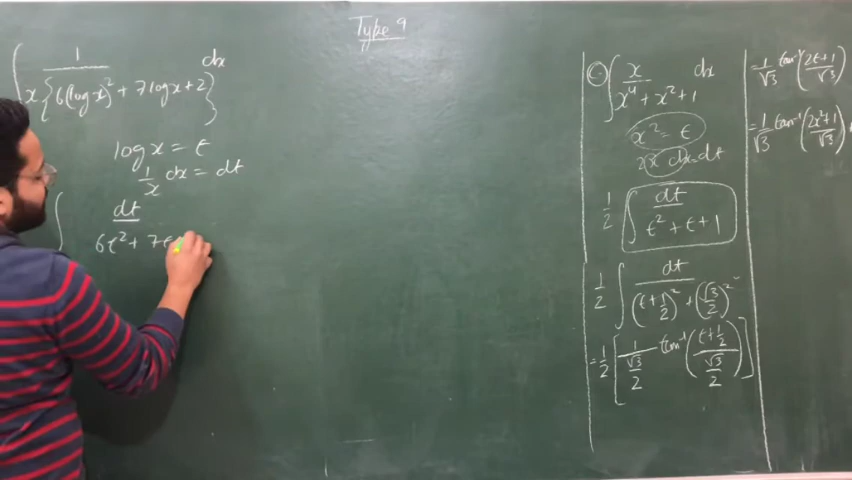 Type 9
∫ 1 / x{6(log x)² + 7 log x + 2} dx
log x = t
1/x dx = dt
∫ dt / 6t² + 7t
∫ x / x⁴ + x² + 1 dx
x² = t
2x dx = dt
1/2 ∫ dt / t² + t + 1
1/2 ∫ dt / (t + 1/2)² + (√3/2)²
= 1/2 [ 1/(√3/2) tan⁻¹ ( (t + 1/2) / (√3/2) ) ]
= 1/√3 tan⁻¹ ( 2t + 1 / √3 )
= 1/√3 tan⁻¹ ( 2x² + 1 / √3 )